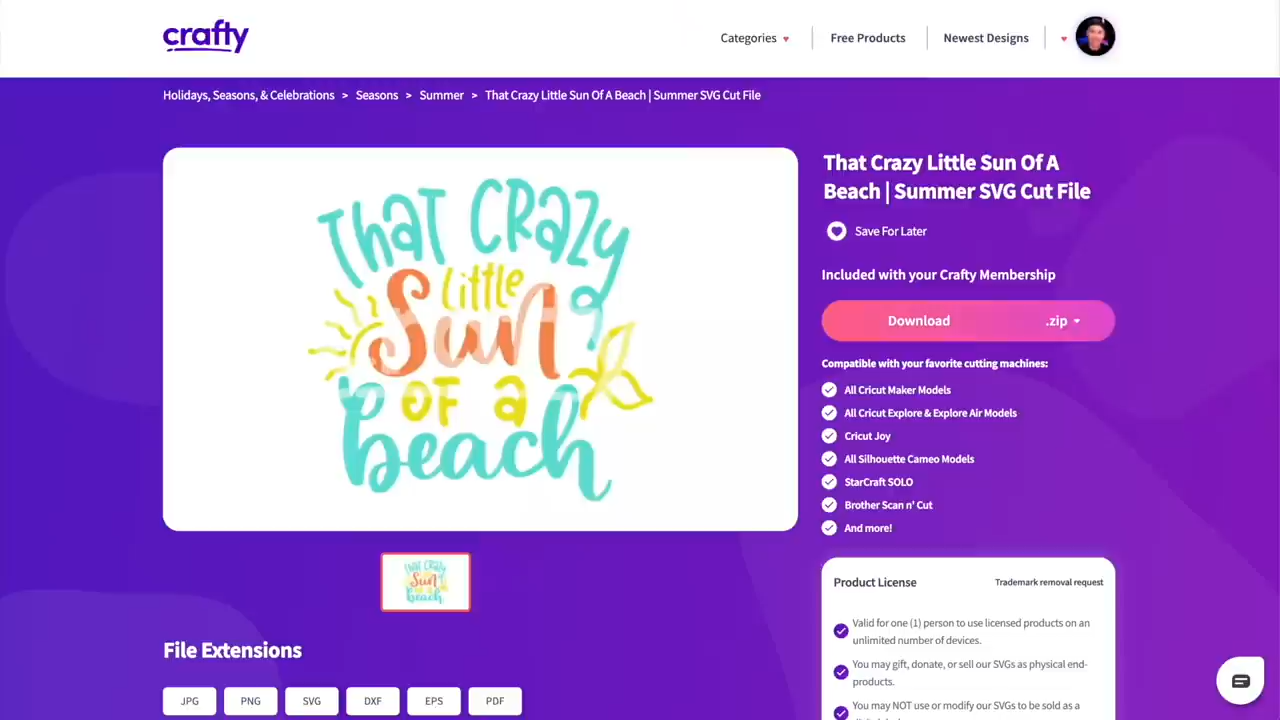 crafty
Categories
Free Products
Newest Designs
Holidays, Seasons, & Celebrations > Seasons > Summer > That Crazy Little Sun Of A Beach | Summer SVG Cut File
That Crazy
Little
Sun
OF a
beach
That Crazy
Little
Sun
OF a
beach
File Extensions
JPG PNG SVG DXF EPS PDF
That Crazy Little Sun Of A
Beach | Summer SVG Cut File
Save For Later
Included with your Crafty Membership
Download .zip
Compatible with your favorite cutting machines:
All Cricut Maker Models
All Cricut Explore & Explore Air Models
Cricut Joy
All Silhouette Cameo Models
StarCraft SOLO
Brother Scan n' Cut
And more!
Product License Trademark removal request
Valid for one (1) person to use licensed products on an
unlimited number of devices.
You may gift, donate, or sell our SVGs as physical end-
products.
You may NOT use or modify our SVGs to be sold as a